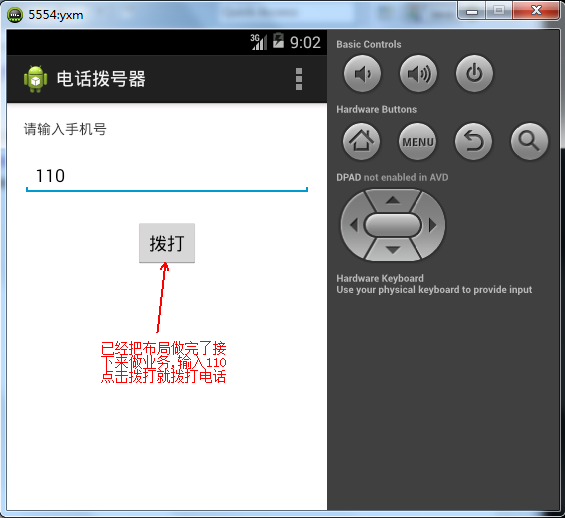 5554:yxm
3G 9:02
电话拨号器
请输入手机号
110
拨打
已经把布局做完了接
下来做业务,输入110
点击拨打就拨打电话
Basic Controls
Hardware Buttons
MENU
DPAD not enabled in AVD
Hardware Keyboard
Use your physical keyboard to provide input